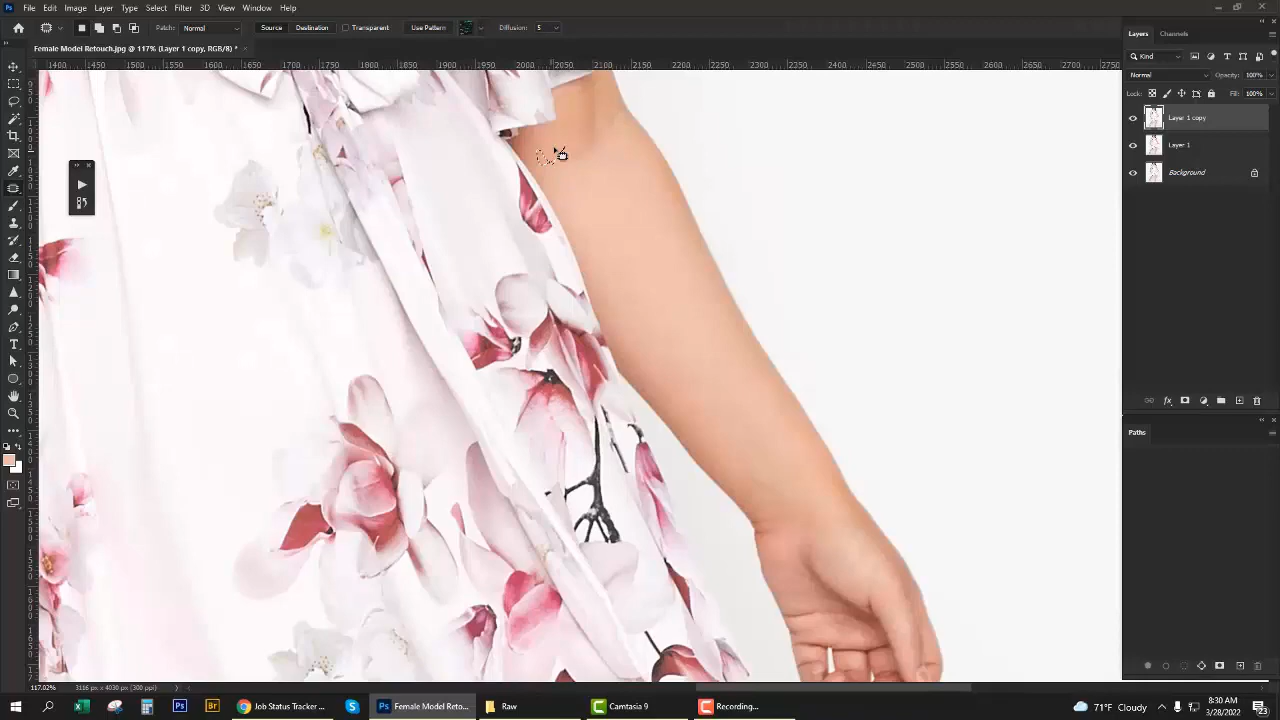 File Edit Image Layer Type Select Filter 3D View Window Help
Patch: Normal Source Destination Transparent Use Pattern Diffusion: 5
Female Model Retouch.jpg @ 117% (Layer 1 copy, RGB/8) *
1400 1450 1500 1550 1600 1650 1700 1750 1800 1850 1900 1950 2000 2050 2100 2150 2200 2250 2300 2350 2400 2450 2500 2550 2600 2650 2700 2750
Layers Channels
Kind
Normal Opacity: 100%
Lock: Fill: 100%
Layer 1 copy
Layer 1
Background
Paths
117.02% 3116 px x 4030 px (300 ppi)
Job Status Tracker ... Female Model Reto... Raw Camtasia 9 Recording... 71°F Cloudy 8:30 AM
3/28/2022